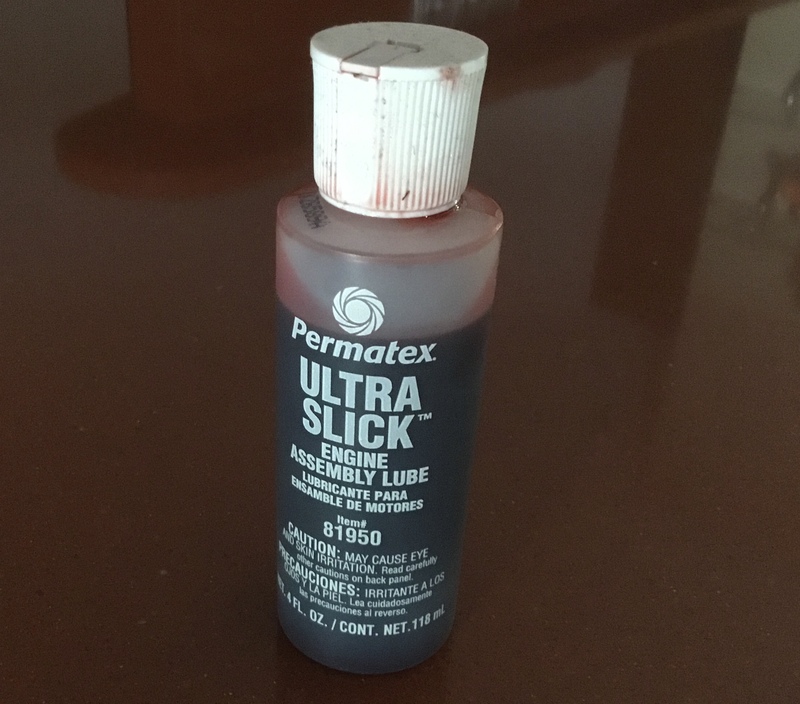 Permatex
ULTRA
SLICK™
ENGINE
ASSEMBLY LUBE
LUBRICANTE PARA
ENSAMBLE DE MOTORES
Item#
81950
CAUTION: MAY CAUSE EYE
AND SKIN IRRITATION. Read carefully
other cautions on back panel.
PRECAUCIONES: IRRITANTE A LOS
OJOS Y LA PIEL. Lea cuidadosamente
las precauciones al reverso.
4 FL. OZ. / CONT. NET. 118 mL